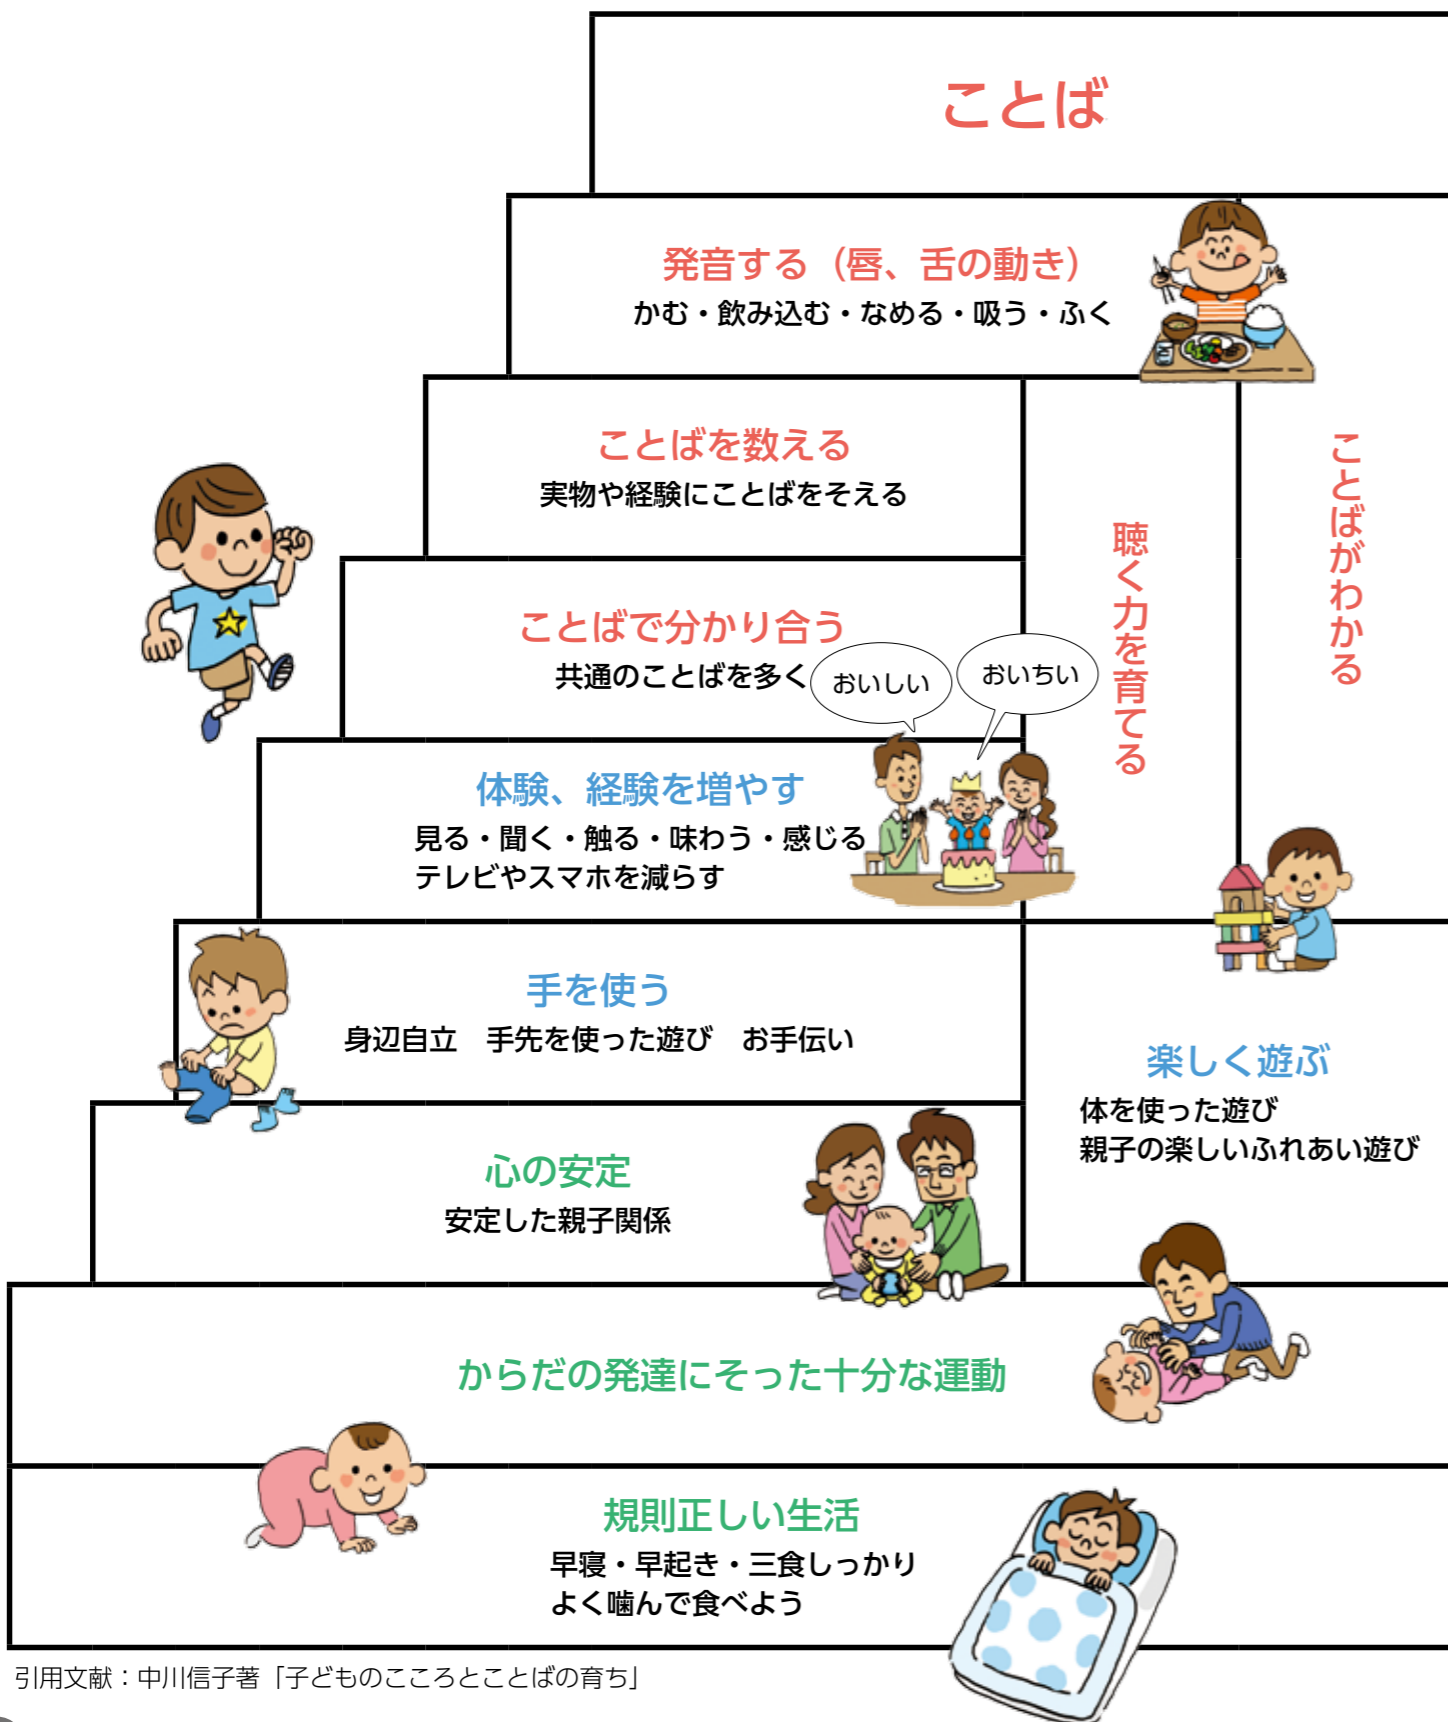 ことば
発音する（唇、舌の動き）
かむ・飲み込む・なめる・吸う・ふく
ことばを数える
実物や経験にことばをそえる
聴く力を育てる
ことばがわかる
ことばで分かり合う
共通のことばを多く
おいしい
おいちい
体験、経験を増やす
見る・聞く・触る・味わう・感じる
テレビやスマホを減らす
手を使う
身辺自立　手先を使った遊び　お手伝い
楽しく遊ぶ
体を使った遊び
親子の楽しいふれあい遊び
心の安定
安定した親子関係
からだの発達にそった十分な運動
規則正しい生活
早寝・早起き・三食しっかり
よく噛んで食べよう
引用文献：中川信子著「子どものこころとことばの育ち」